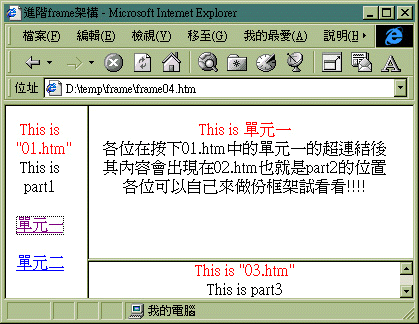 進階frame架構 - Microsoft Internet Explorer
檔案(F) 編輯(E) 檢視(V) 移至(G) 我的最愛(A) 說明(H)
位址 D:\temp\frame\frame04.htm
This is
"01.htm"
This is
part1
單元一
單元二
This is 單元一
各位在按下01.htm中的單元一的超連結後
其內容會出現在02.htm也就是part2的位置
各位可以自己來做份框架試看看!!!!
This is "03.htm"
This is part3
我的電腦